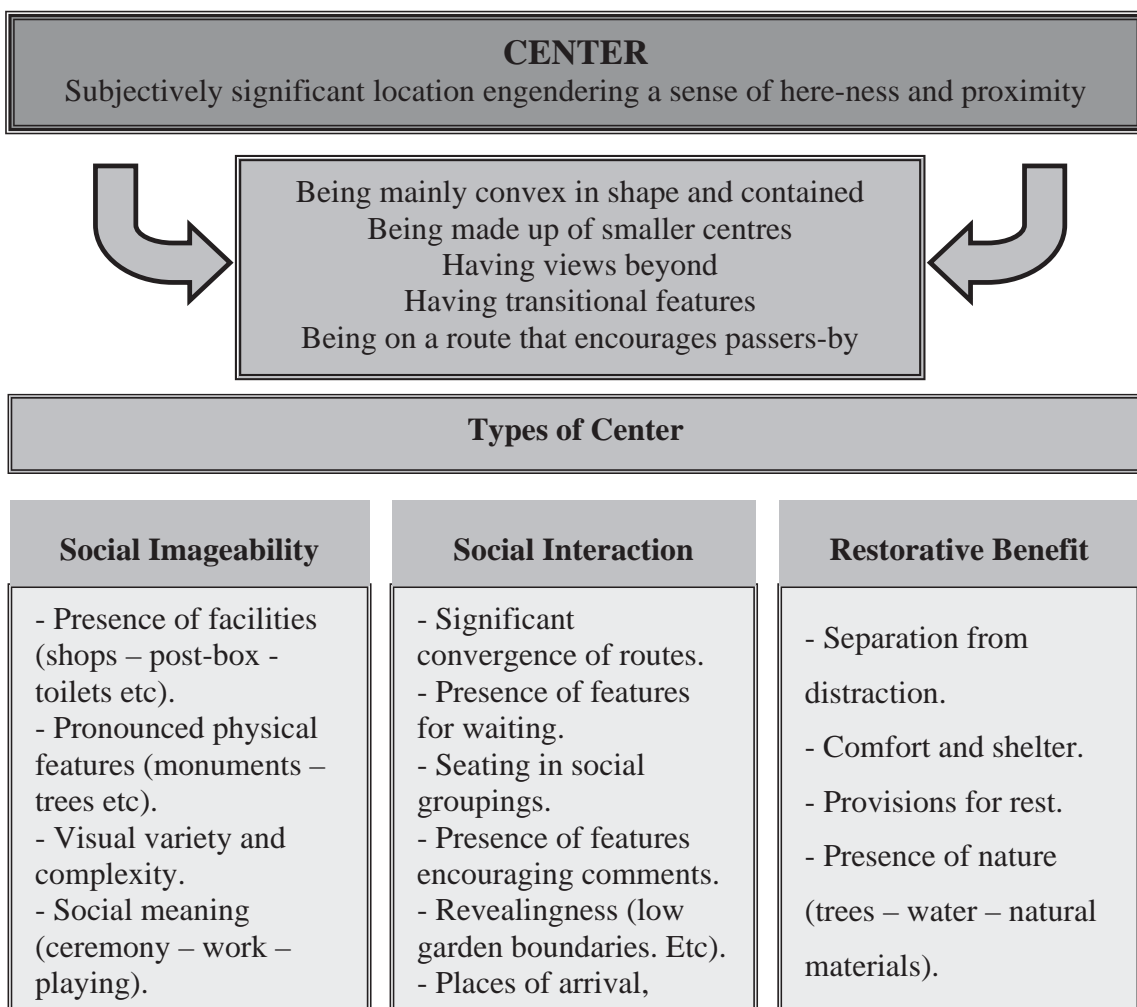 CENTER
Subjectively significant location engendering a sense of here-ness and proximity
Being mainly convex in shape and contained
Being made up of smaller centres
Having views beyond
Having transitional features
Being on a route that encourages passers-by
Types of Center
Social Imageability
- Presence of facilities
(shops – post-box -
toilets etc).
- Pronounced physical
features (monuments –
trees etc).
- Visual variety and
complexity.
- Social meaning
(ceremony – work –
playing).
Social Interaction
- Significant
convergence of routes.
- Presence of features
for waiting.
- Seating in social
groupings.
- Presence of features
encouraging comments.
- Revealingness (low
garden boundaries. Etc).
- Places of arrival,
Restorative Benefit
- Separation from
distraction.
- Comfort and shelter.
- Provisions for rest.
- Presence of nature
(trees – water – natural
materials).